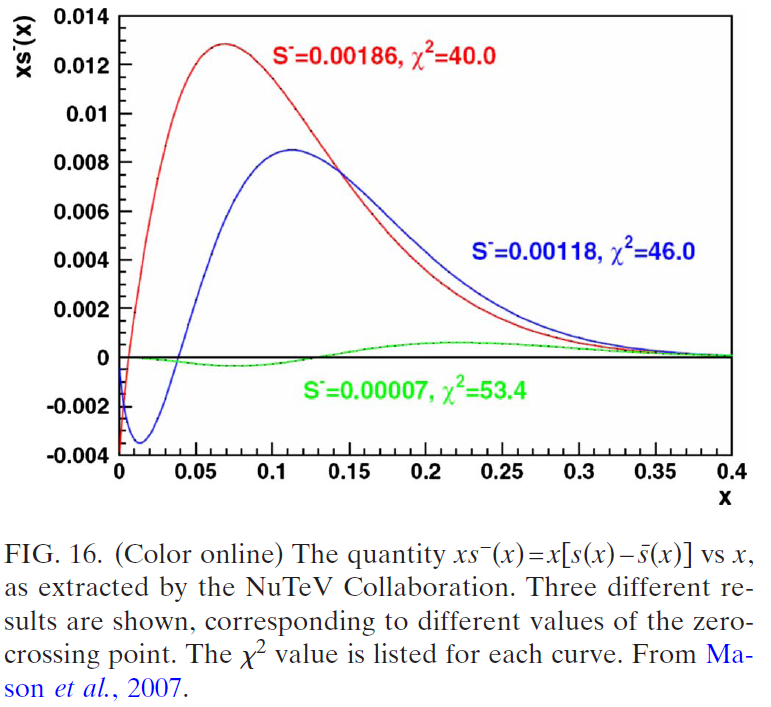 0.014
0.012
0.01
0.008
0.006
0.004
0.002
0
-0.002
-0.004
xs⁻(x)
S⁻=0.00186, χ²=40.0
S⁻=0.00118, χ²=46.0
S⁻=0.00007, χ²=53.4
0 0.05 0.1 0.15 0.2 0.25 0.3 0.35 0.4
x
FIG. 16. (Color online) The quantity xs⁻(x)=x[s(x)−s̄(x)] vs x,
as extracted by the NuTeV Collaboration. Three different re-
sults are shown, corresponding to different values of the zero-
crossing point. The χ² value is listed for each curve. From Ma-
son et al., 2007.